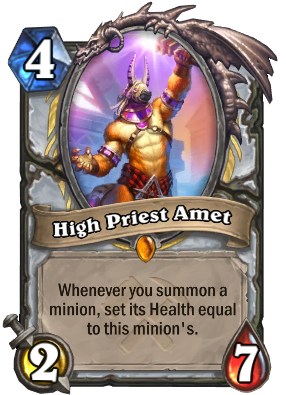 4
High Priest Amet
Whenever you summon a
minion, set its Health equal
to this minion's.
2
7